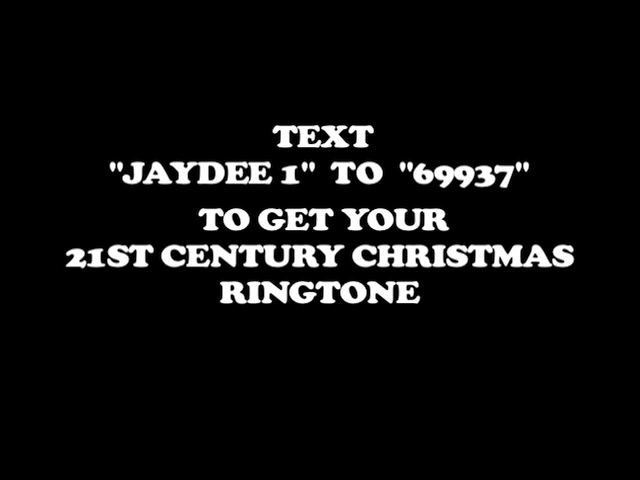 TEXT
"JAYDEE 1" TO "69937"
TO GET YOUR
21ST CENTURY CHRISTMAS
RINGTONE